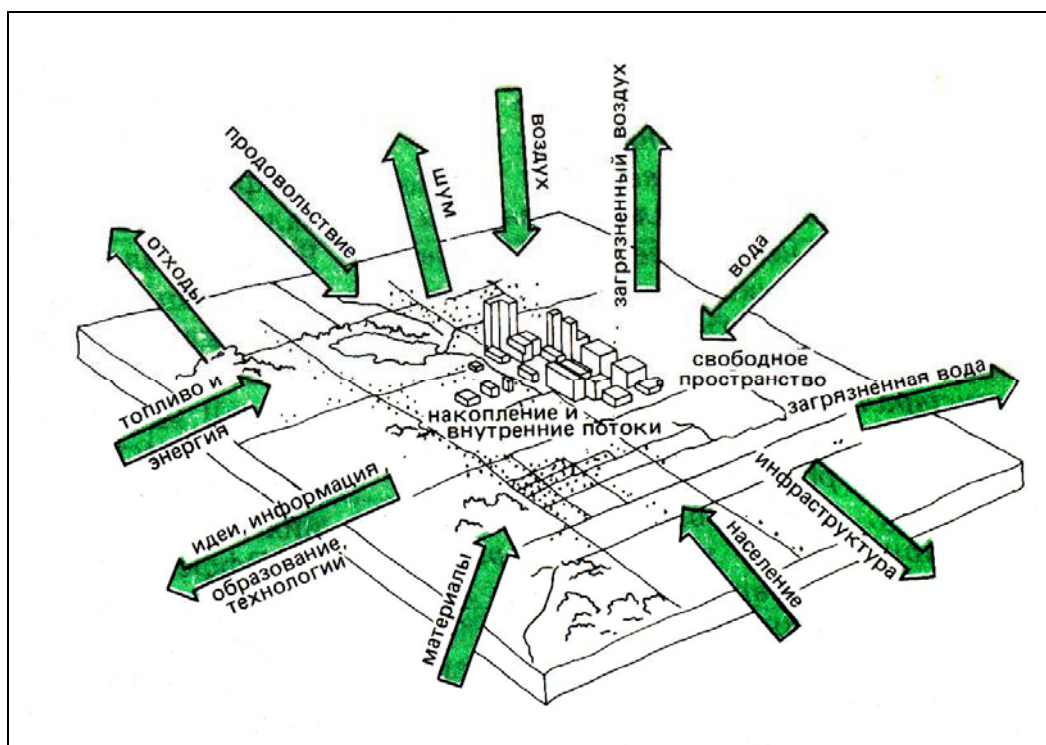 продовольствие
шум
воздух
загрязненный воздух
вода
отходы
топливо и
энергия
свободное
пространство
загрязненная вода
накопление и
внутренние потоки
идеи, информация,
образование,
технологии
материалы
население
инфраструктура